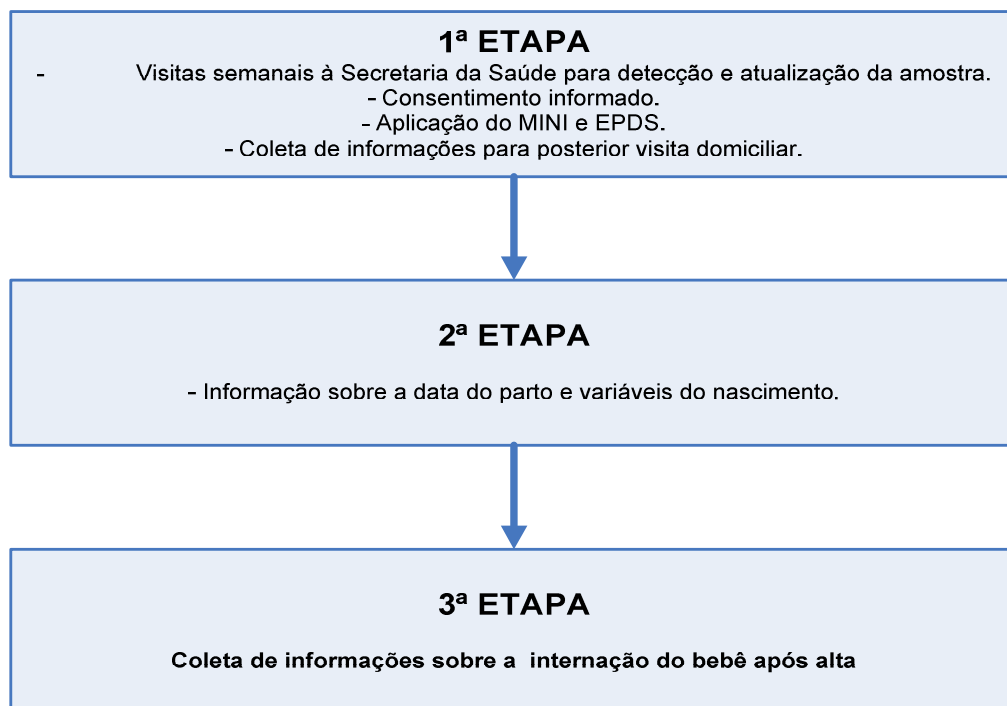 1ª ETAPA
- Visitas semanais à Secretaria da Saúde para detecção e atualização da amostra.
- Consentimento informado.
- Aplicação do MINI e EPDS.
- Coleta de informações para posterior visita domiciliar.
2ª ETAPA
- Informação sobre a data do parto e variáveis do nascimento.
3ª ETAPA
Coleta de informações sobre a internação do bebê após alta